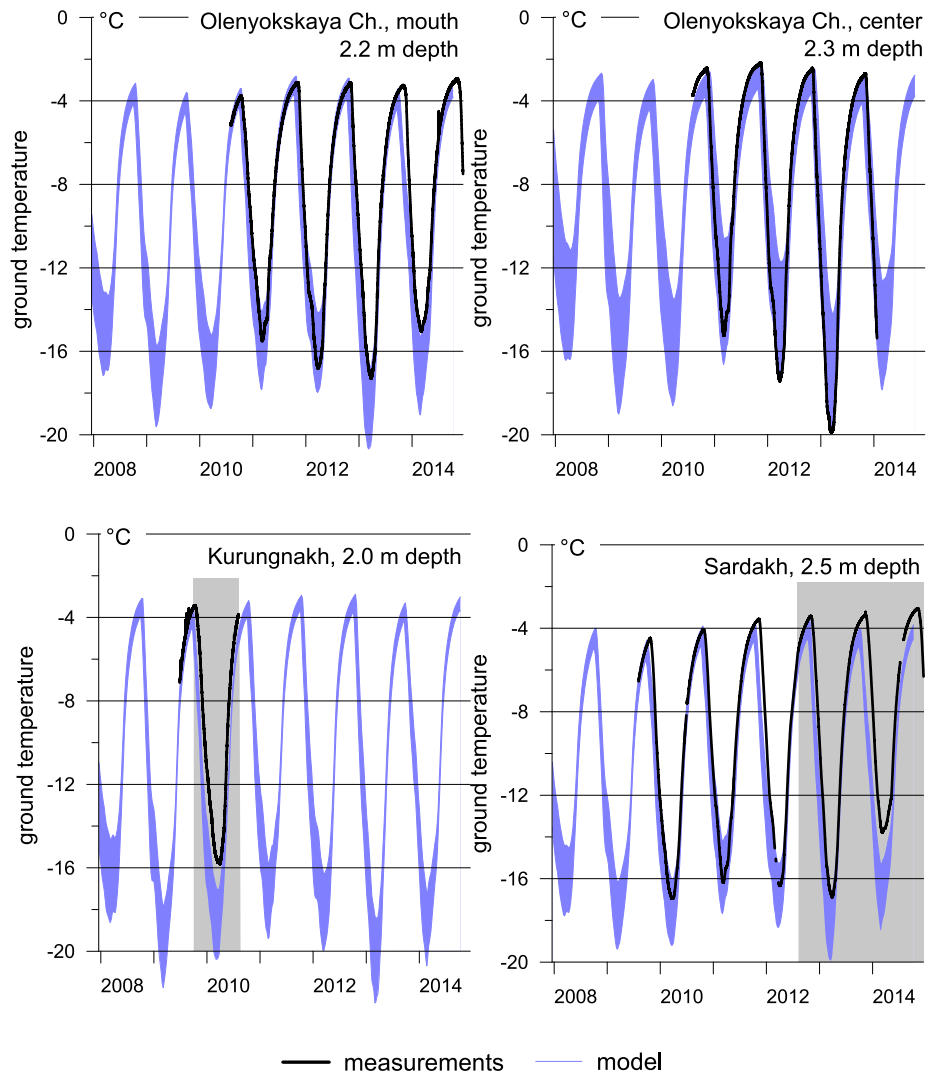 0
°C
Olenyokskaya Ch., mouth
2.2 m depth
-4
-8
-12
-16
-20
ground temperature
2008
2010
2012
2014
0
°C
Olenyokskaya Ch., center
2.3 m depth
-4
-8
-12
-16
-20
ground temperature
2008
2010
2012
2014
0
°C
Kurungnakh, 2.0 m depth
-4
-8
-12
-16
-20
ground temperature
2008
2010
2012
2014
0
°C
Sardakh, 2.5 m depth
-4
-8
-12
-16
-20
ground temperature
2008
2010
2012
2014
measurements
model